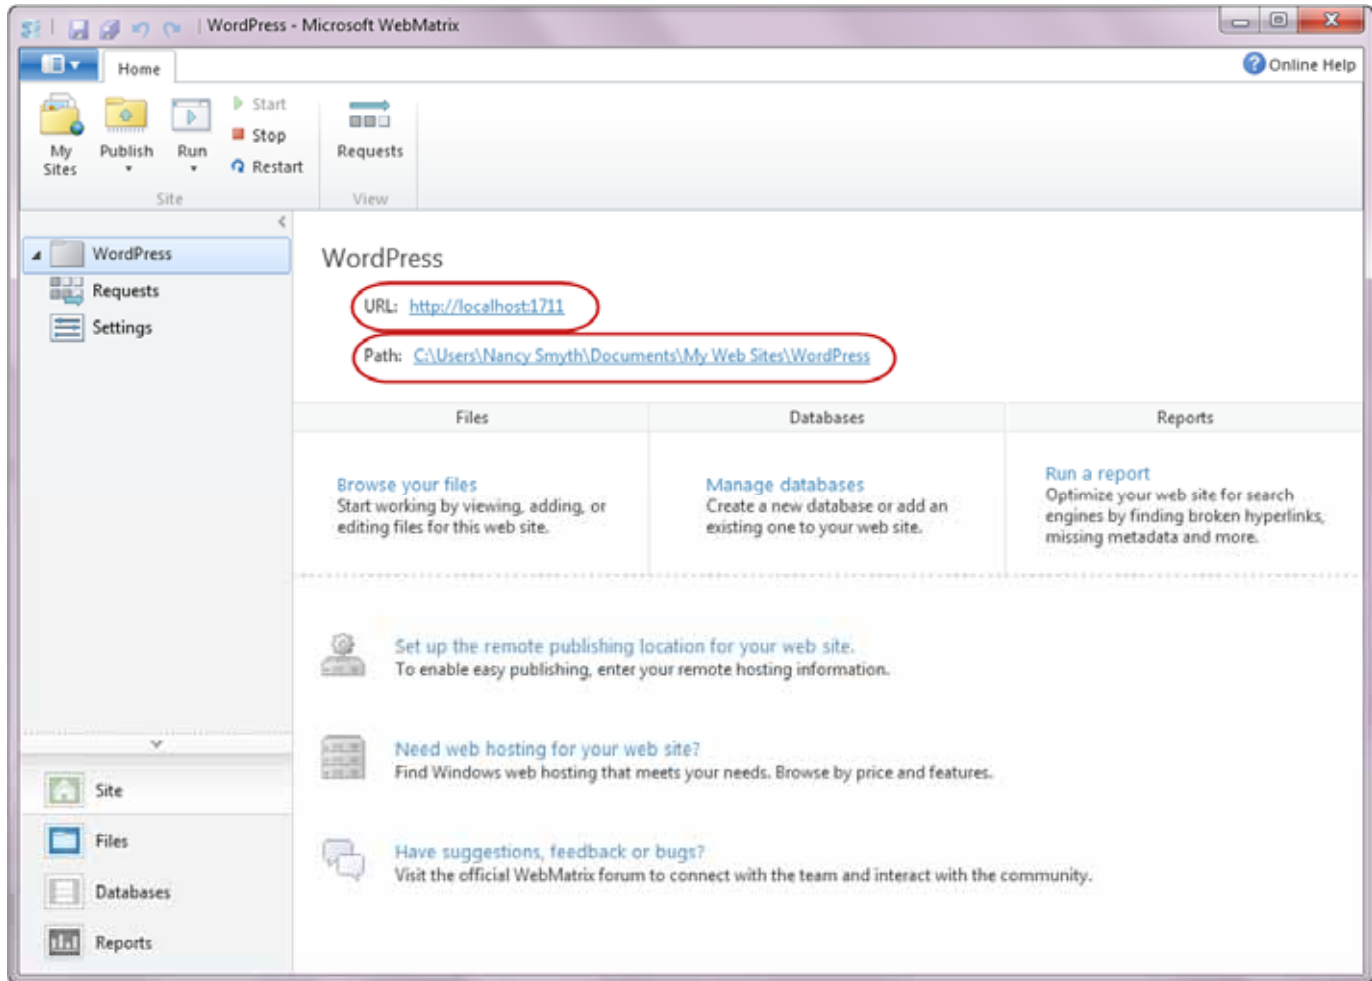 WordPress - Microsoft WebMatrix
Home
Online Help
My Sites
Publish
Run
Start
Stop
Restart
Requests
Site
View
WordPress
Requests
Settings
WordPress
URL: http://localhost:1711
Path: C:\Users\Nancy Smyth\Documents\My Web Sites\WordPress
Files
Databases
Reports
Browse your files
Start working by viewing, adding, or
editing files for this web site.
Manage databases
Create a new database or add an
existing one to your web site.
Run a report
Optimize your web site for search
engines by finding broken hyperlinks,
missing metadata and more.
Set up the remote publishing location for your web site.
To enable easy publishing, enter your remote hosting information.
Need web hosting for your web site?
Find Windows web hosting that meets your needs. Browse by price and features.
Have suggestions, feedback or bugs?
Visit the official WebMatrix forum to connect with the team and interact with the community.
Site
Files
Databases
Reports